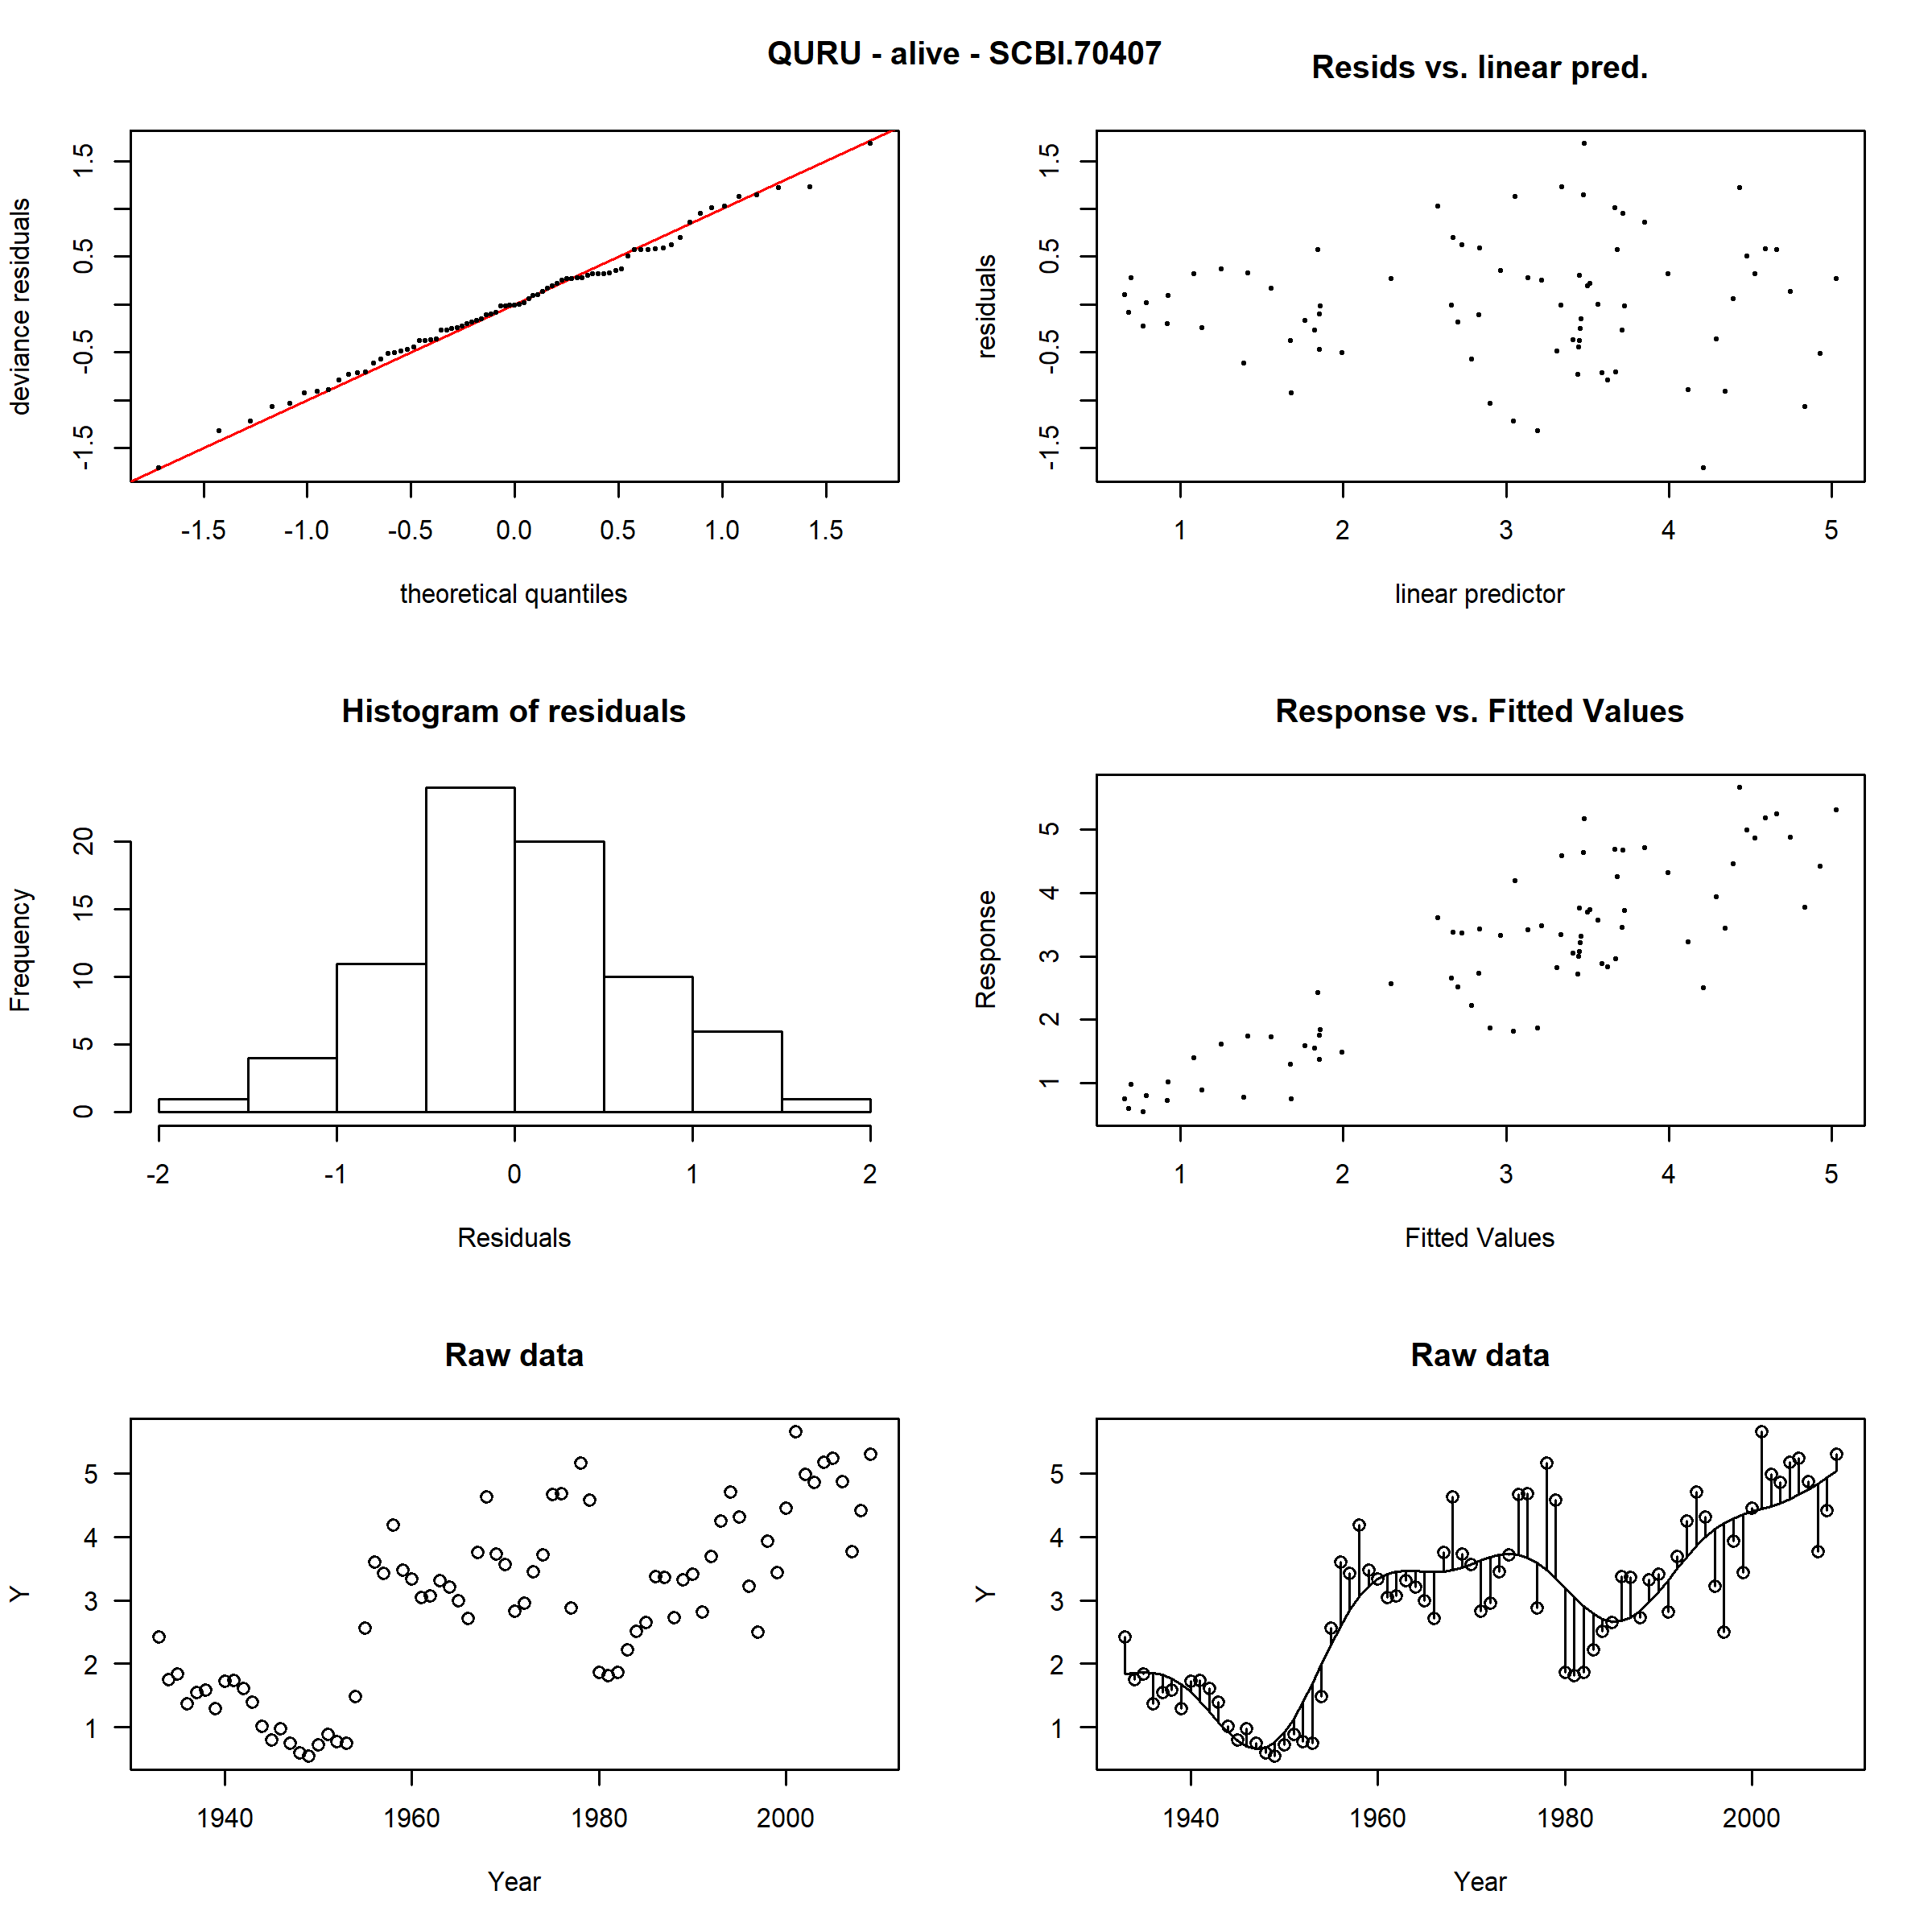 QURU - alive - SCBI.70407
Resids vs. linear pred.
deviance residuals
-1.5 -0.5 0.5 1.5
-1.5 -1.0 -0.5 0.0 0.5 1.0 1.5
theoretical quantiles
residuals
-1.5 -0.5 0.5 1.5
1 2 3 4 5
linear predictor
Histogram of residuals
Frequency
0 5 10 15 20
-2 -1 0 1 2
Residuals
Response vs. Fitted Values
Response
1 2 3 4 5
1 2 3 4 5
Fitted Values
Raw data
Y
1 2 3 4 5
1940 1960 1980 2000
Year
Raw data
Y
1 2 3 4 5
1940 1960 1980 2000
Year